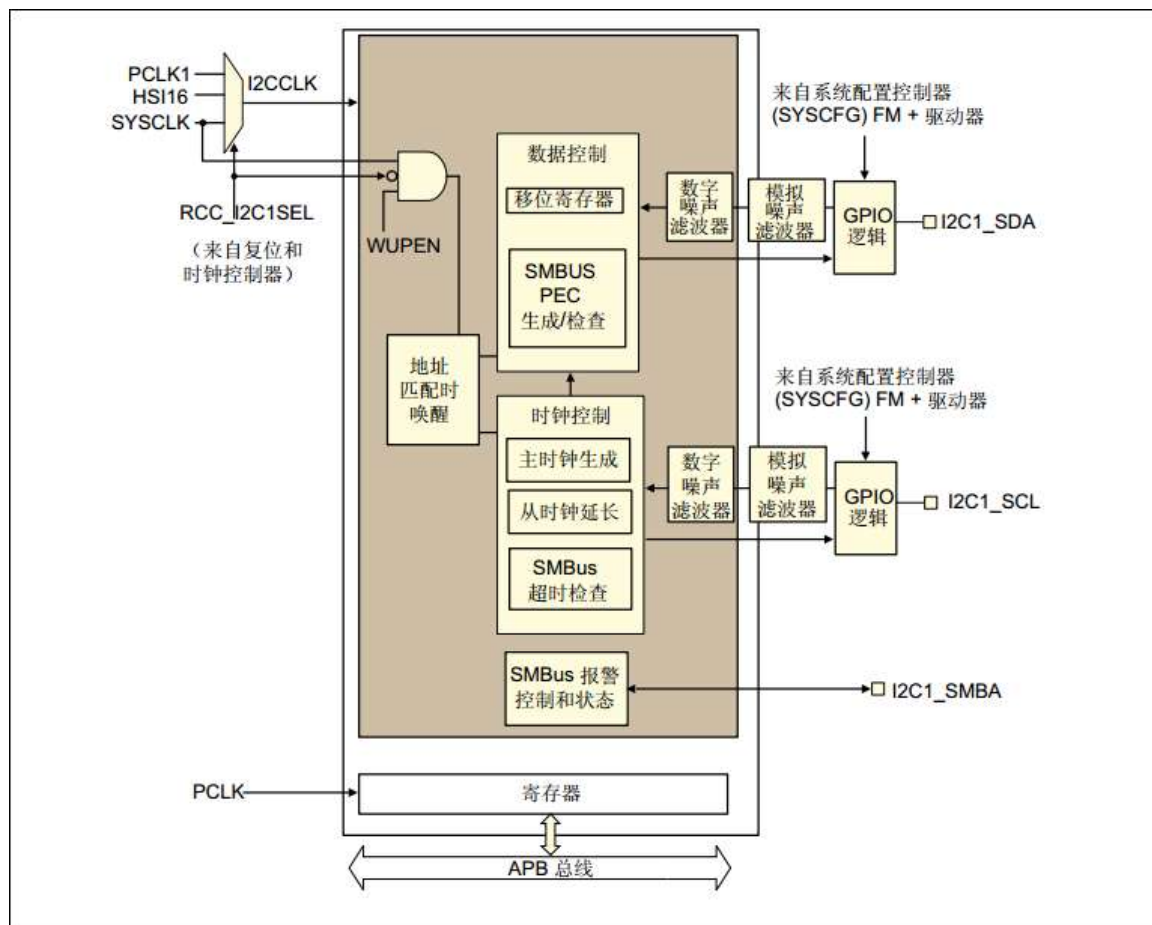 PCLK1
HSI16
SYSCLK
I2CCLK
RCC_I2C1SEL
（来自复位和
时钟控制器）
WUPEN
数据控制
移位寄存器
SMBUS
PEC
生成/检查
数字
噪声
滤波器
模拟
噪声
滤波器
来自系统配置控制器
(SYSCFG) FM + 驱动器
GPIO
逻辑
I2C1_SDA
地址
匹配时
唤醒
时钟控制
主时钟生成
从时钟延长
SMBus
超时检查
数字
噪声
滤波器
模拟
噪声
滤波器
来自系统配置控制器
(SYSCFG) FM + 驱动器
GPIO
逻辑
I2C1_SCL
SMBus 报警
控制和状态
I2C1_SMBA
PCLK
寄存器
APB 总线